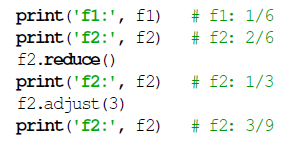 print('f1:', f1) # f1: 1/6
print('f2:', f2) # f2: 2/6
f2.reduce()
print('f2:', f2) # f2: 1/3
f2.adjust(3)
print('f2:', f2) # f2: 3/9